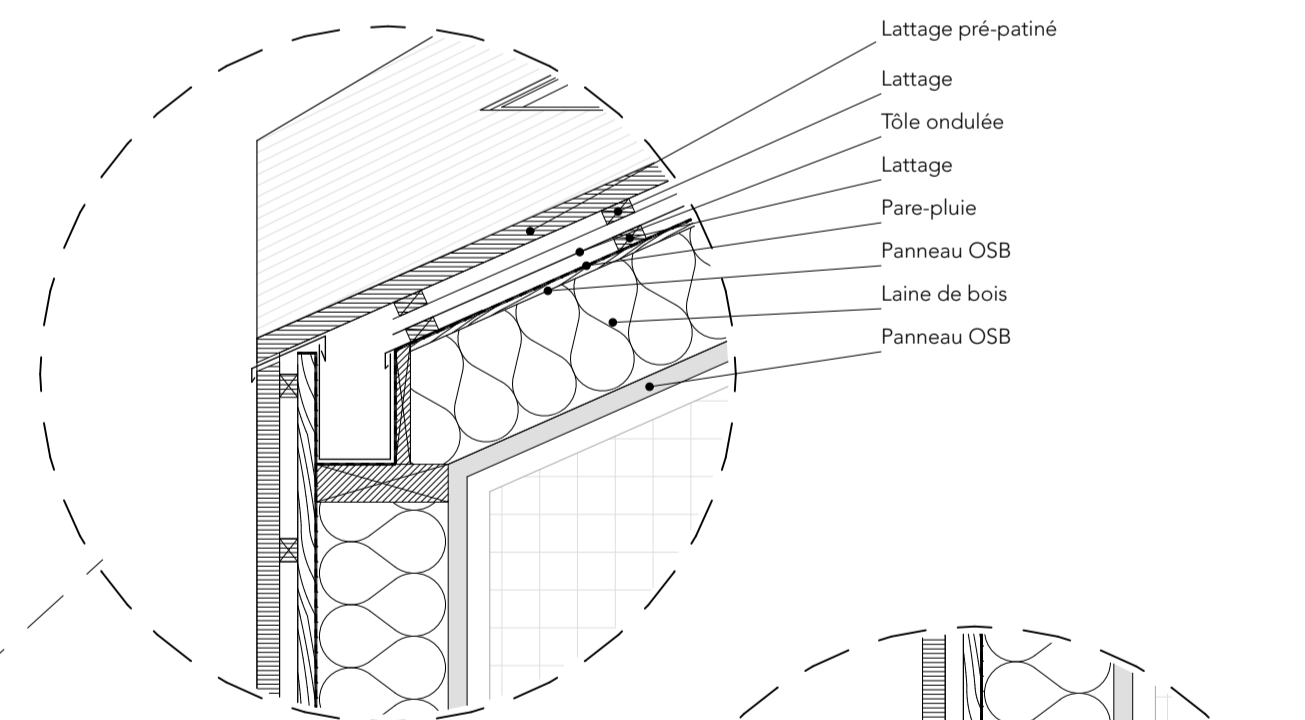 Lattage pré-patiné
Lattage
Tôle ondulée
Lattage
Pare-pluie
Panneau OSB
Laine de bois
Panneau OSB